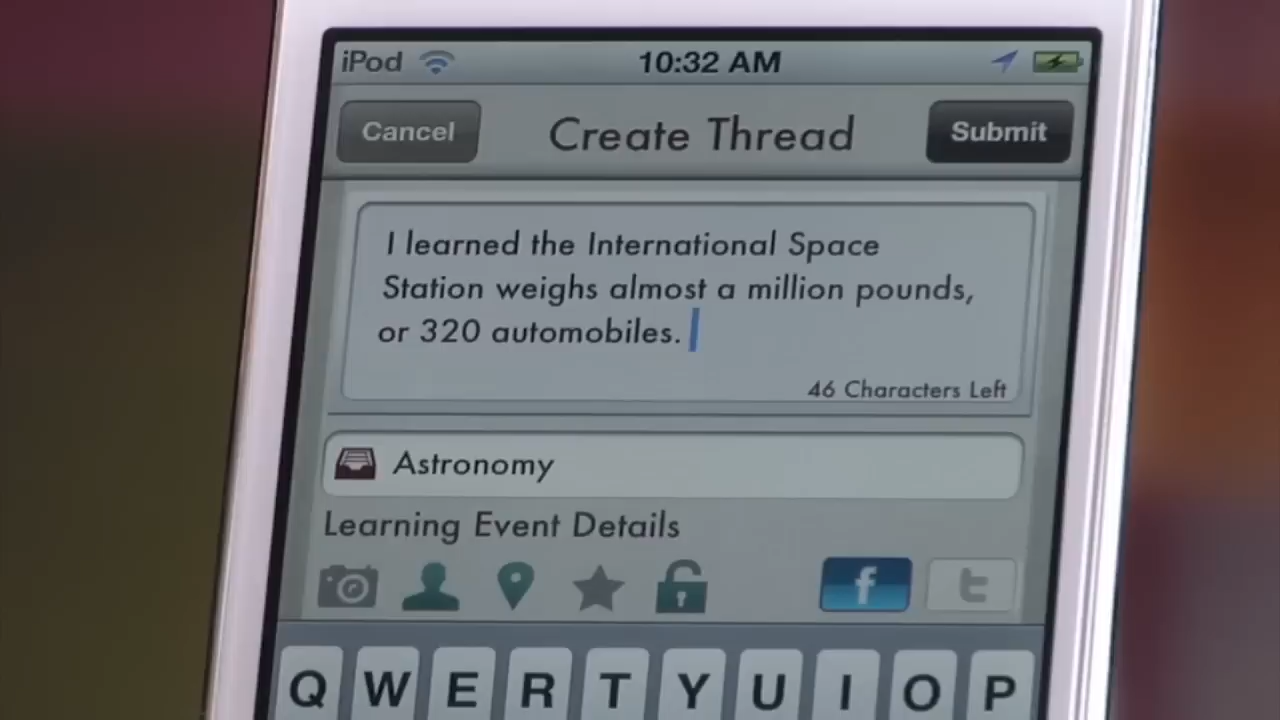 iPod 10:32 AM
Cancel Create Thread Submit
I learned the International Space
Station weighs almost a million pounds,
or 320 automobiles.
46 Characters Left
Astronomy
Learning Event Details
f t
Q W E R T Y U I O P